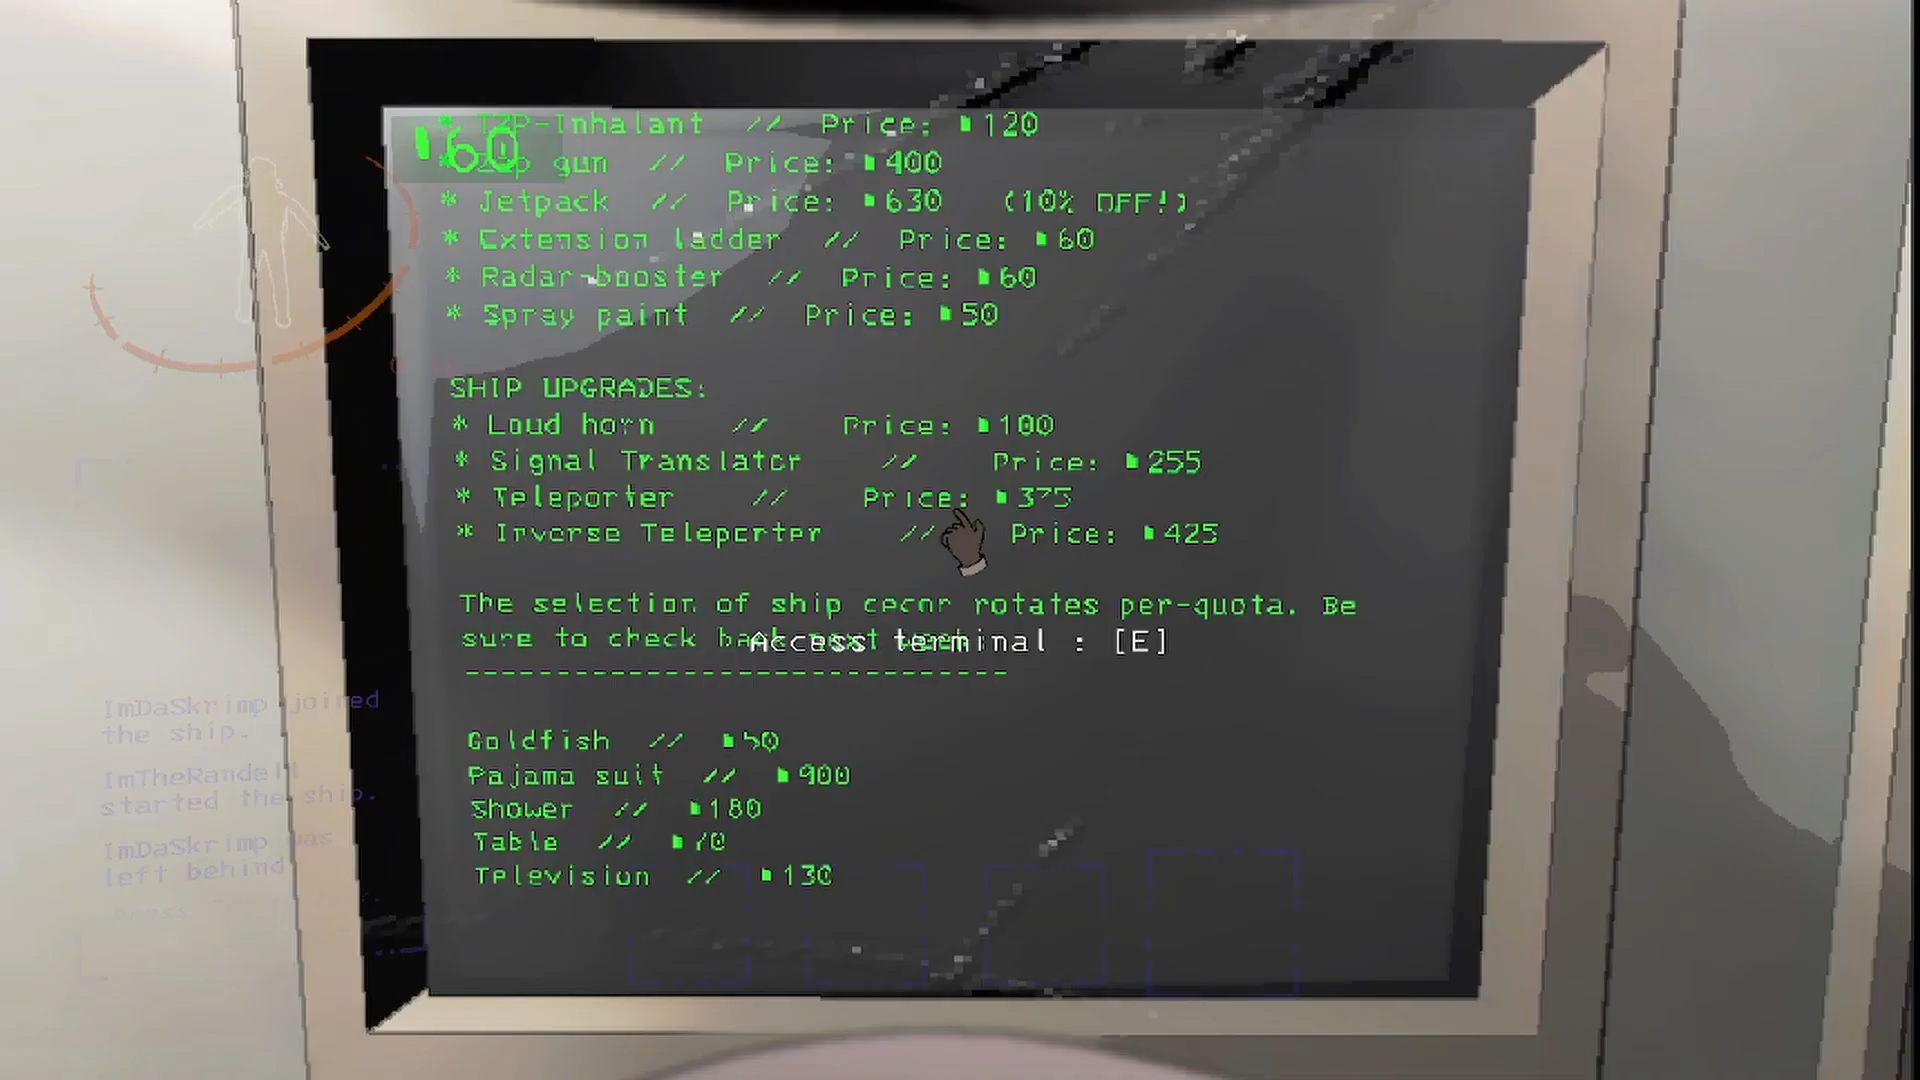 * TZP-Inhalant // Price: ▮120
▮60
* Zap gun // Price: ▮400
* Jetpack // Price: ▮630 (10% OFF!)
* Extension ladder // Price: ▮60
* Radar-booster // Price: ▮60
* Spray paint // Price: ▮50
SHIP UPGRADES:
* Loud horn // Price: ▮100
* Signal Translator // Price: ▮255
* Teleporter // Price: ▮375
* Inverse Teleporter // Price: ▮425
The selection of ship decor rotates per-quota. Be
sure to check back next week:
Access terminal : [E]
------------------------------
Goldfish // ▮50
Pajama suit // ▮900
Shower // ▮180
Table // ▮70
Television // ▮130
ImDaSkrimp joined
the ship.
ImTheRandell
started the ship.
ImDaSkrimp was
left behind.